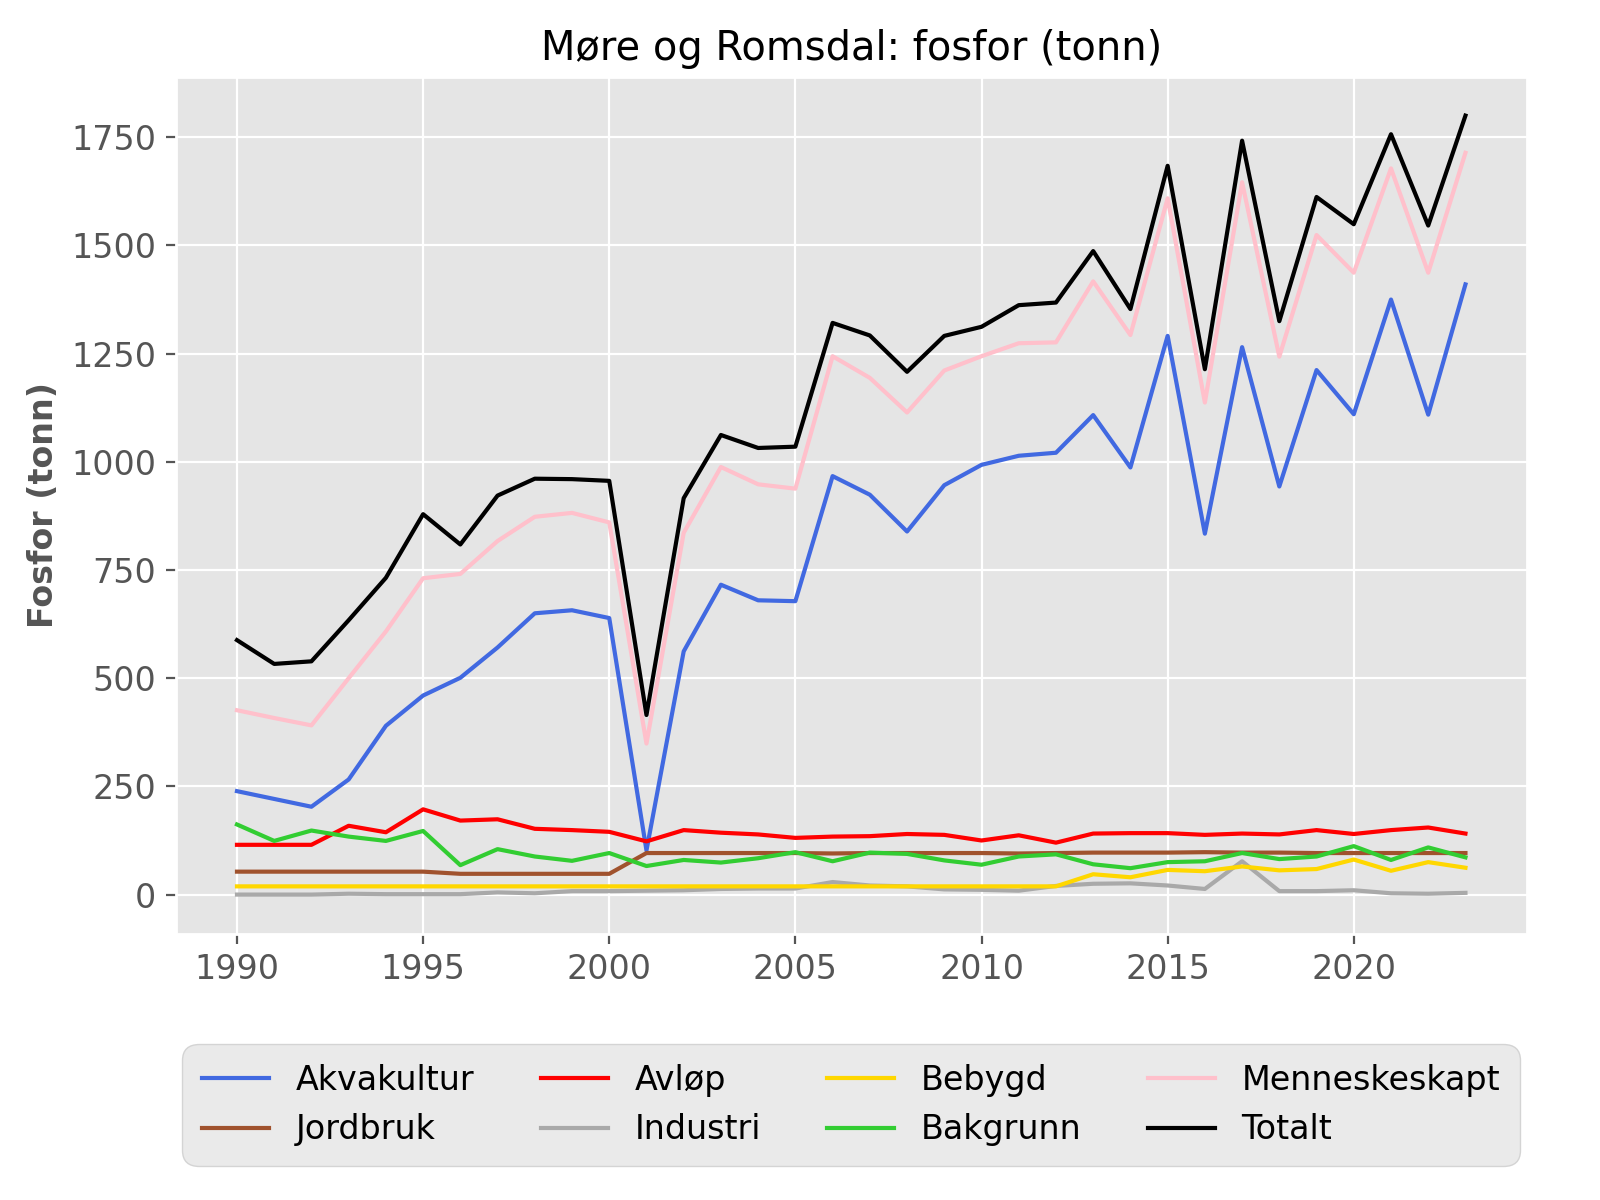 Møre og Romsdal: fosfor (tonn)
Fosfor (tonn)
1750
1500
1250
1000
750
500
250
0
1990 1995 2000 2005 2010 2015 2020
Akvakultur Avløp Bebygd Menneskeskapt
Jordbruk Industri Bakgrunn Totalt